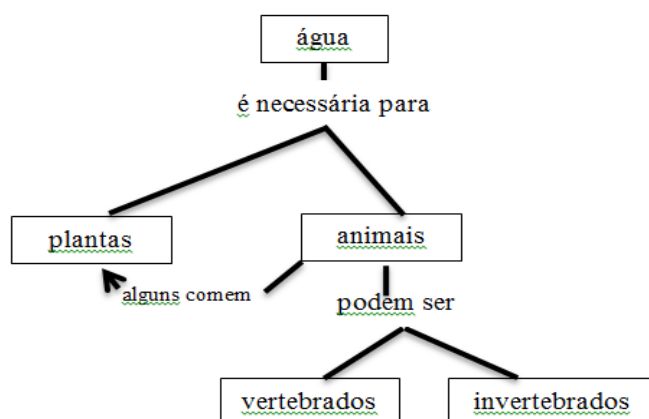 água
é necessária para
plantas
animais
alguns comem
podem ser
vertebrados
invertebrados